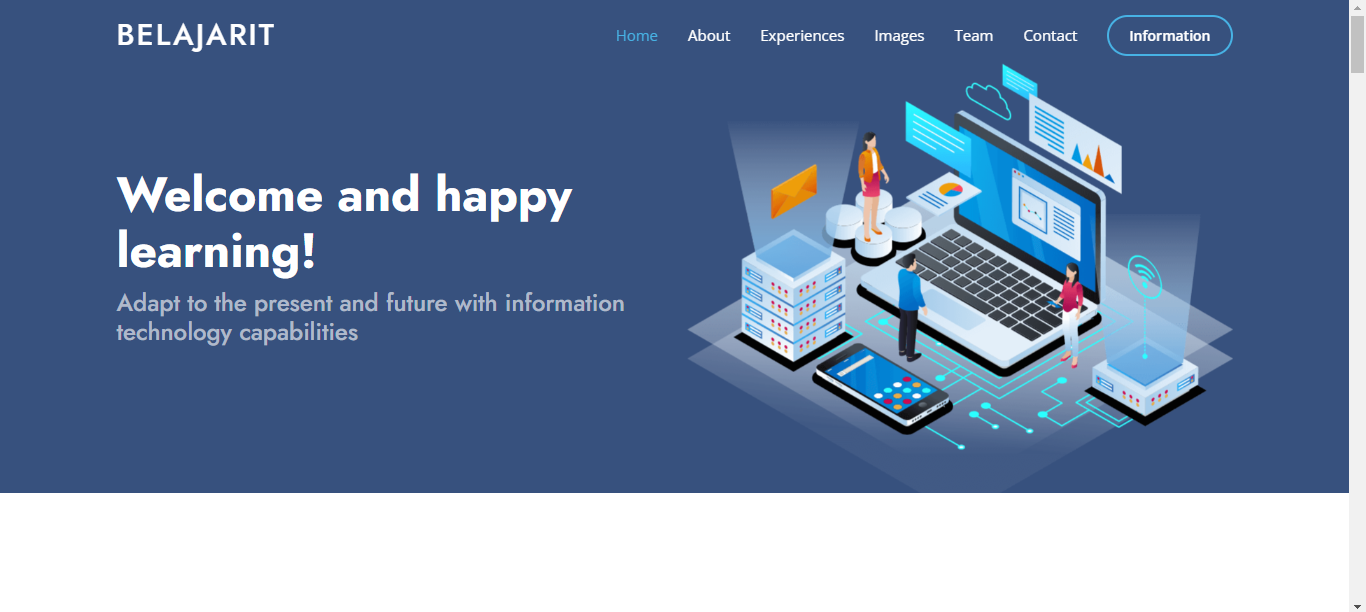 BELAJARIT
Home About Experiences Images Team Contact Information
Welcome and happy
learning!
Adapt to the present and future with information
technology capabilities